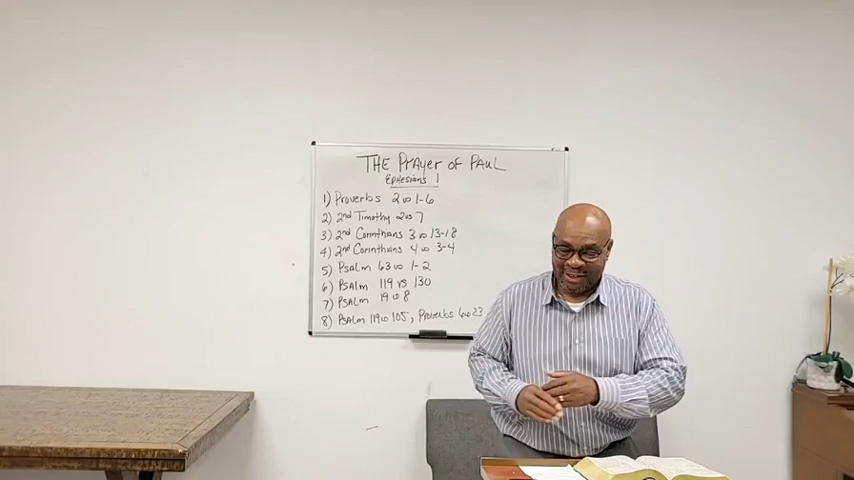 THE PrAyer of PAUL
Ephesians 1
1) Proverbs 2 vs 1-6
2) 2nd Timothy 2 vs 7
3) 2nd Corinthians 3 vs 13-18
4) 2nd Corinthians 4 vs 3-4
5) PsAlm 63 vs 1-2
6) PsAlm 119 vs 130
7) PsAlm 19 vs 8
8) PsAlm 119 vs 105, Proverbs 6 vs 23